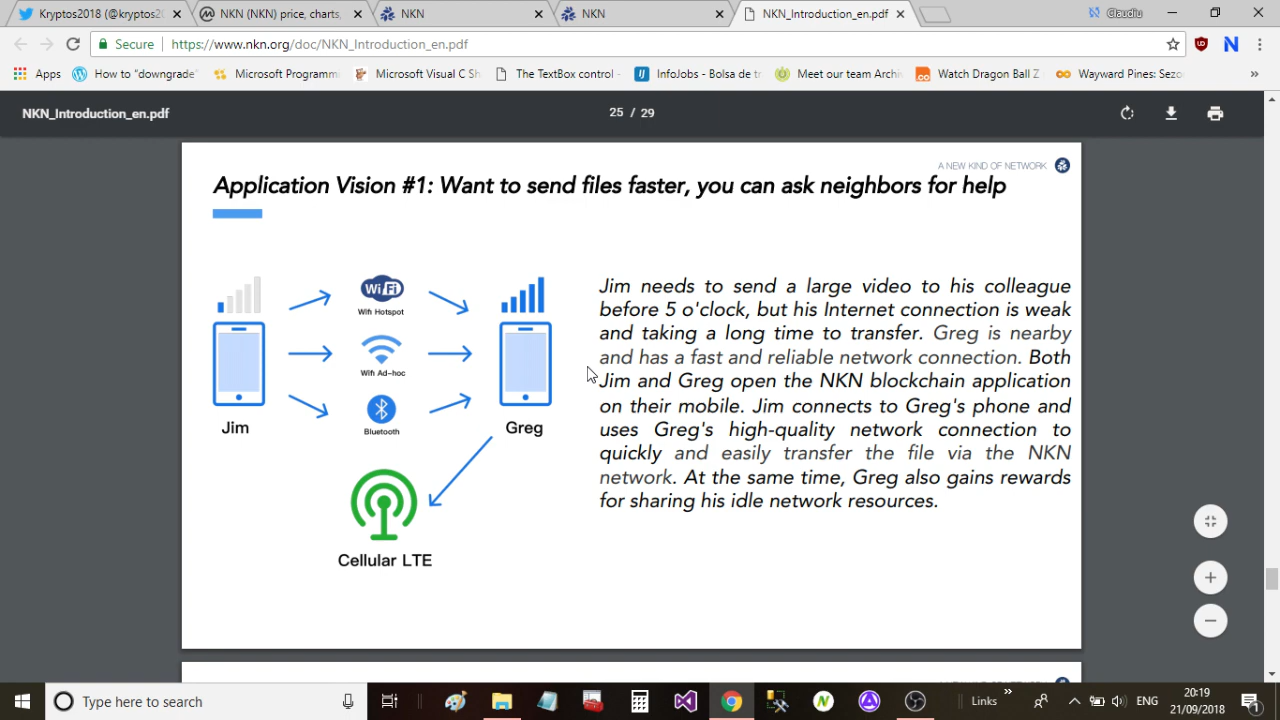 Kryptos2018 (@kryptos
NKN (NKN) price, charts,
NKN
NKN
NKN_Introduction_en.pdf
Claudiu
Secure
https://www.nkn.org/doc/NKN_Introduction_en.pdf
Apps
How to "downgrade"
Microsoft Programm
Microsoft Visual C Sh
The TextBox control -
InfoJobs - Bolsa de tr
Meet our team Archi
Watch Dragon Ball Z
Wayward Pines: Sezo
»
NKN_Introduction_en.pdf
25 / 29
A NEW KIND OF NETWORK
Application Vision #1: Want to send files faster, you can ask neighbors for help
WiFi
Wifi Hotspot
Wifi Ad-hoc
Bluetooth
Jim
Greg
Cellular LTE
Jim needs to send a large video to his colleague
before 5 o'clock, but his Internet connection is weak
and taking a long time to transfer. Greg is nearby
and has a fast and reliable network connection. Both
Jim and Greg open the NKN blockchain application
on their mobile. Jim connects to Greg's phone and
uses Greg's high-quality network connection to
quickly and easily transfer the file via the NKN
network. At the same time, Greg also gains rewards
for sharing his idle network resources.
Type here to search
Links
»
ENG
20:19
21/09/2018